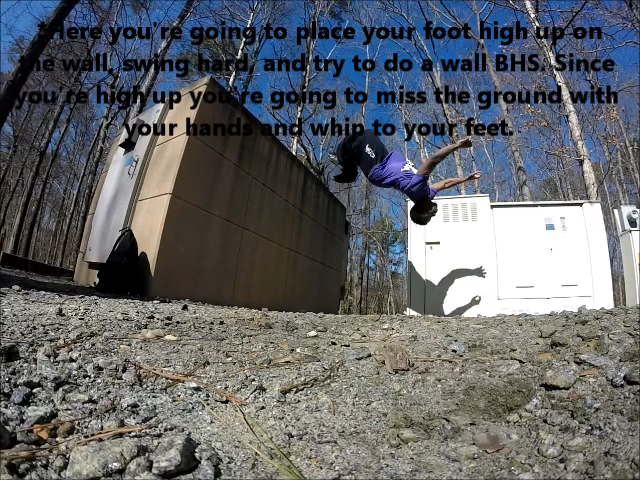 *Here you're going to place your foot high up on
the wall, swing hard, and try to do a wall BHS. Since
you're high up you're going to miss the ground with
your hands and whip to your feet.